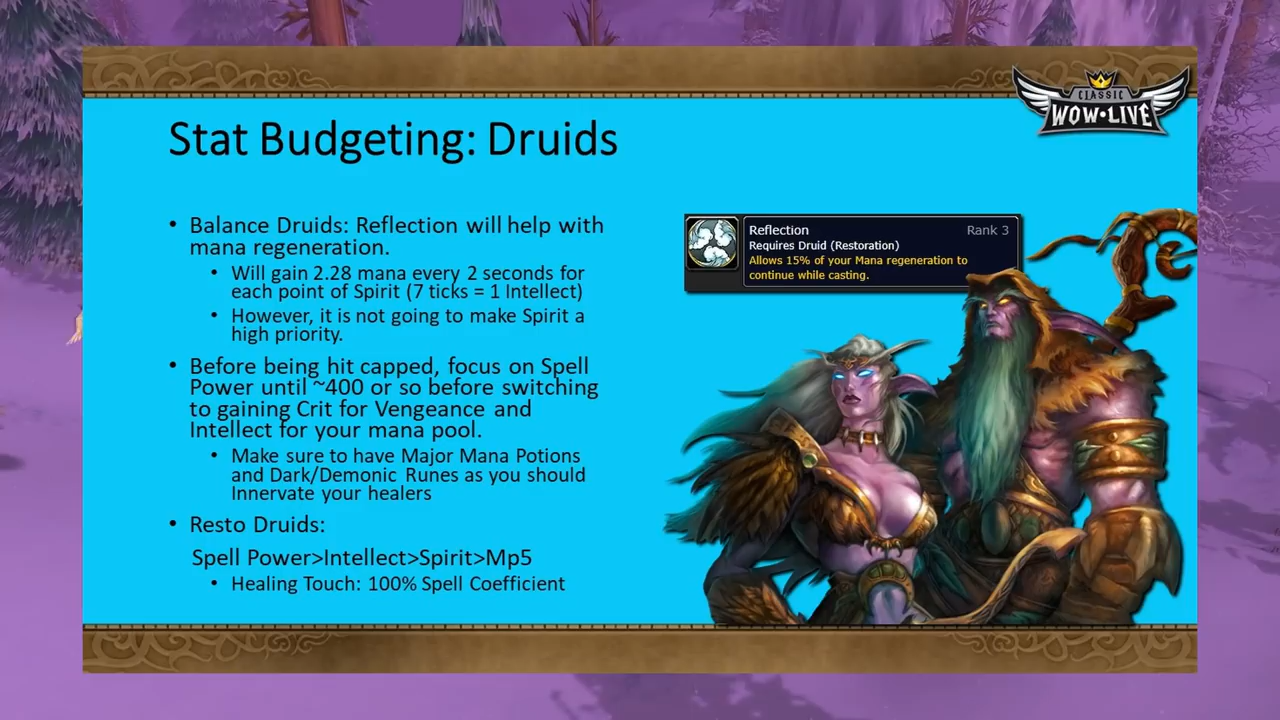 CLASSIC
WOW•LIVE
Stat Budgeting: Druids
• Balance Druids: Reflection will help with
mana regeneration.
• Will gain 2.28 mana every 2 seconds for
each point of Spirit (7 ticks = 1 Intellect)
• However, it is not going to make Spirit a
high priority.
• Before being hit capped, focus on Spell
Power until ~400 or so before switching
to gaining Crit for Vengeance and
Intellect for your mana pool.
• Make sure to have Major Mana Potions
and Dark/Demonic Runes as you should
Innervate your healers
• Resto Druids:
Spell Power>Intellect>Spirit>Mp5
• Healing Touch: 100% Spell Coefficient
Reflection Rank 3
Requires Druid (Restoration)
Allows 15% of your Mana regeneration to
continue while casting.